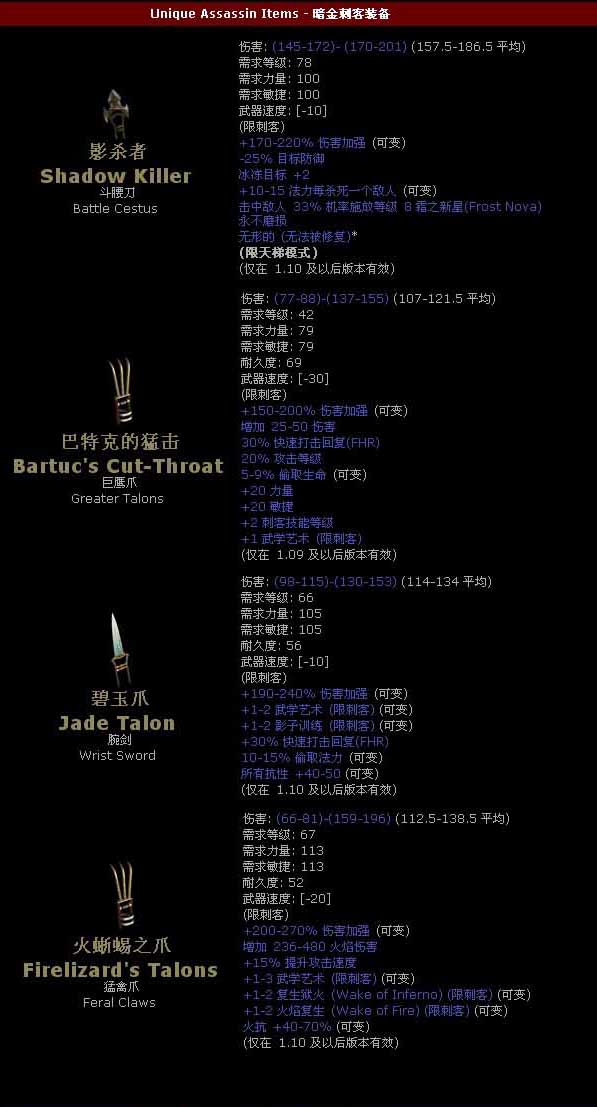 Unique Assassin Items - 暗金刺客装备
影杀者
Shadow Killer
斗腰刀
Battle Cestus
伤害: (145-172)- (170-201) (157.5-186.5 平均)
需求等级: 78
需求力量: 100
需求敏捷: 100
武器速度: [-10]
(限刺客)
+170-220% 伤害加强 (可变)
-25% 目标防御
冰冻目标 +2
+10-15 法力每杀死一个敌人 (可变)
击中敌人 33% 机率施放等级 8 霜之新星(Frost Nova)
永不磨损
无形的 (无法被修复)*
(限天梯模式)
(仅在 1.10 及以后版本有效)
巴特克的猛击
Bartuc's Cut-Throat
巨鹰爪
Greater Talons
伤害: (77-88)-(137-155) (107-121.5 平均)
需求等级: 42
需求力量: 79
需求敏捷: 79
耐久度: 69
武器速度: [-30]
(限刺客)
+150-200% 伤害加强 (可变)
增加 25-50 伤害
30% 快速打击回复(FHR)
20% 攻击等级
5-9% 偷取生命 (可变)
+20 力量
+20 敏捷
+2 刺客技能等级
+1 武学艺术 (限刺客)
(仅在 1.09 及以后版本有效)
碧玉爪
Jade Talon
腕剑
Wrist Sword
伤害: (98-115)-(130-153) (114-134 平均)
需求等级: 66
需求力量: 105
需求敏捷: 105
耐久度: 56
武器速度: [-10]
(限刺客)
+190-240% 伤害加强 (可变)
+1-2 武学艺术 (限刺客) (可变)
+1-2 影子训练 (限刺客) (可变)
+30% 快速打击回复(FHR)
10-15% 偷取法力 (可变)
所有抗性 +40-50 (可变)
(仅在 1.10 及以后版本有效)
火蜥蜴之爪
Firelizard's Talons
猛禽爪
Feral Claws
伤害: (66-81)-(159-196) (112.5-138.5 平均)
需求等级: 67
需求力量: 113
需求敏捷: 113
耐久度: 52
武器速度: [-20]
(限刺客)
+200-270% 伤害加强 (可变)
增加 236-480 火焰伤害
+15% 提升攻击速度
+1-3 武学艺术 (限刺客) (可变)
+1-2 复生狱火 (Wake of Inferno) (限刺客) (可变)
+1-2 火焰复生 (Wake of Fire) (限刺客) (可变)
火抗 +40-70% (可变)
(仅在 1.10 及以后版本有效)